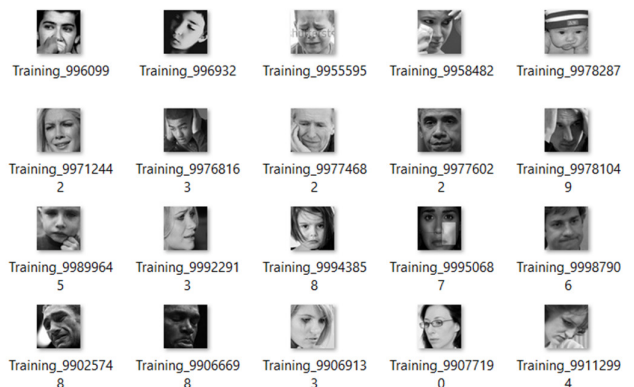 Training_996099
Training_996932
Training_9955595
Training_9958482
Training_9978287
Training_9971244
2
Training_9976816
3
Training_9977468
2
Training_9977602
2
Training_9978104
9
Training_9989964
5
Training_9992291
3
Training_9994385
8
Training_9995068
7
Training_9998790
6
Training_9902574
8
Training_9906669
8
Training_9906913
3
Training_9907719
0
Training_9911299
4